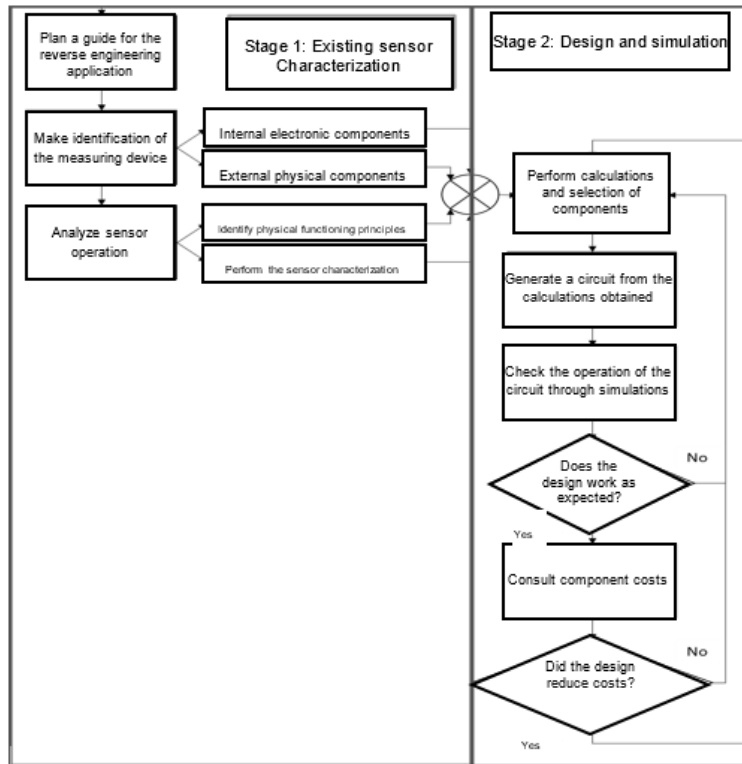 Plan a guide for the
reverse engineering
application
Stage 1: Existing sensor
Characterization
Make identification of
the measuring device
Internal electronic components
External physical components
Analyze sensor
operation
Identify physical functioning principles
Perform the sensor characterization
Stage 2: Design and simulation
Perform calculations
and selection of
components
Generate a circuit from the
calculations obtained
Check the operation of the
circuit through simulations
Does the
design work as
expected?
No
Yes
Consult component costs
Did the design
reduce costs?
No
Yes